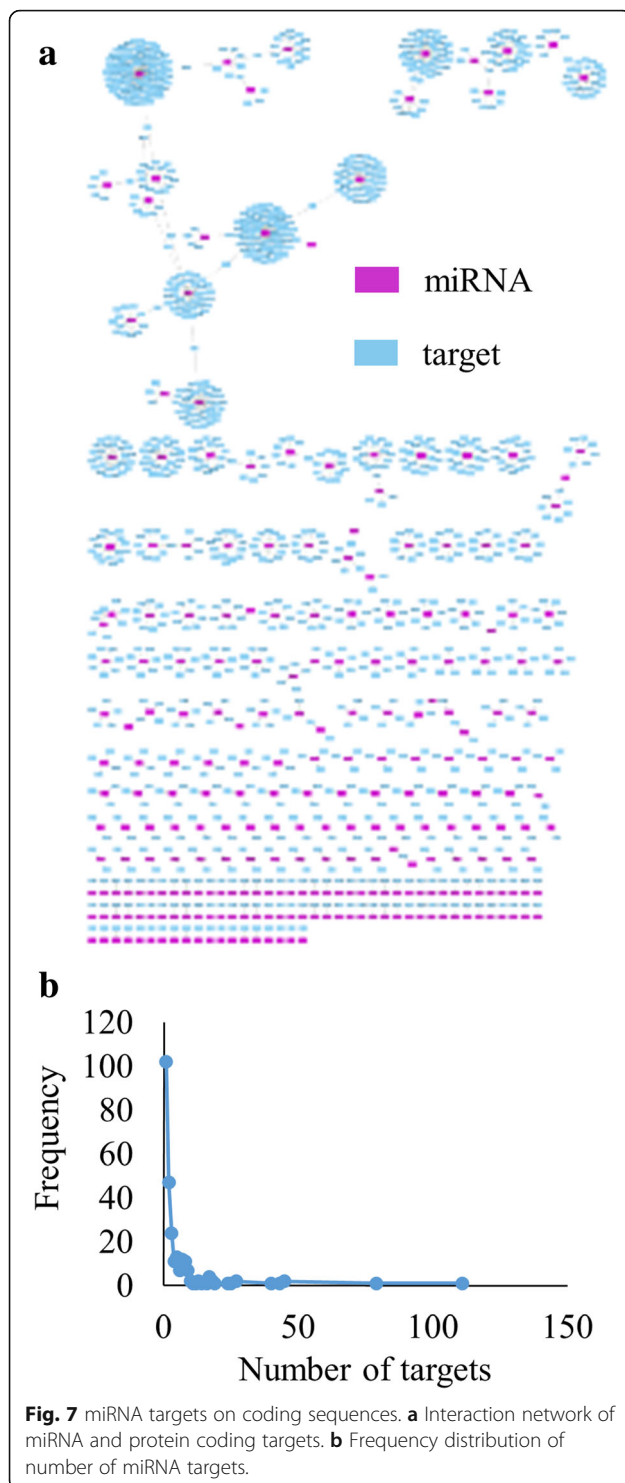 a
miRNA
target
b
120
100
80
60
40
20
0
Frequency
0 50 100 150
Number of targets
Fig. 7 miRNA targets on coding sequences. a Interaction network of
miRNA and protein coding targets. b Frequency distribution of
number of miRNA targets.